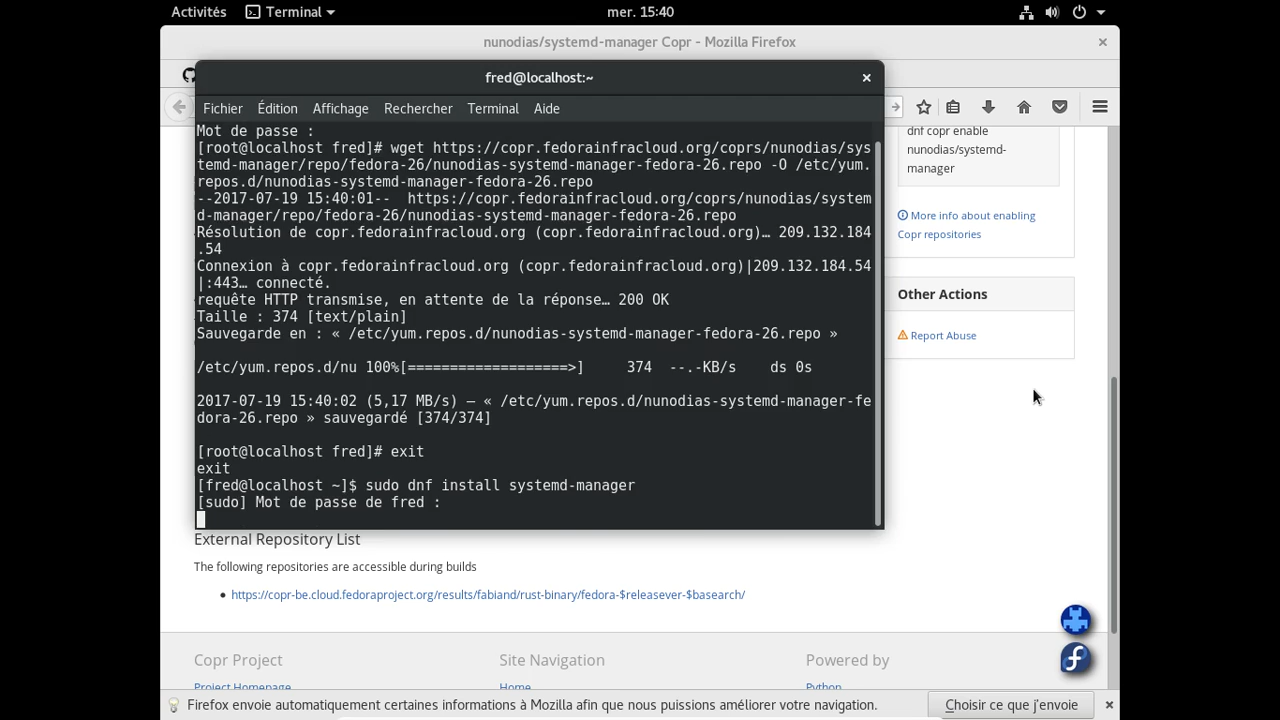 Activités
Terminal
mer. 15:40
nunodias/systemd-manager Copr - Mozilla Firefox
fred@localhost:~
Fichier Édition Affichage Rechercher Terminal Aide
Mot de passe :
[root@localhost fred]# wget https://copr.fedorainfracloud.org/coprs/nunodias/sys
temd-manager/repo/fedora-26/nunodias-systemd-manager-fedora-26.repo -O /etc/yum.
repos.d/nunodias-systemd-manager-fedora-26.repo
--2017-07-19 15:40:01--  https://copr.fedorainfracloud.org/coprs/nunodias/system
d-manager/repo/fedora-26/nunodias-systemd-manager-fedora-26.repo
Résolution de copr.fedorainfracloud.org (copr.fedorainfracloud.org)… 209.132.184
.54
Connexion à copr.fedorainfracloud.org (copr.fedorainfracloud.org)|209.132.184.54
|:443… connecté.
requête HTTP transmise, en attente de la réponse… 200 OK
Taille : 374 [text/plain]
Sauvegarde en : « /etc/yum.repos.d/nunodias-systemd-manager-fedora-26.repo »
/etc/yum.repos.d/nu 100%[===================>]     374  --.-KB/s    ds 0s
2017-07-19 15:40:02 (5,17 MB/s) — « /etc/yum.repos.d/nunodias-systemd-manager-fe
dora-26.repo » sauvegardé [374/374]
[root@localhost fred]# exit
exit
[fred@localhost ~]$ sudo dnf install systemd-manager
[sudo] Mot de passe de fred :
dnf copr enable
nunodias/systemd-
manager
More info about enabling
Copr repositories
Other Actions
Report Abuse
External Repository List
The following repositories are accessible during builds
https://copr-be.cloud.fedoraproject.org/results/fabiand/rust-binary/fedora-$releasever-$basearch/
Copr Project
Site Navigation
Powered by
Project Homepage
Home
Python
Firefox envoie automatiquement certaines informations à Mozilla afin que nous puissions améliorer votre navigation.
Choisir ce que j'envoie